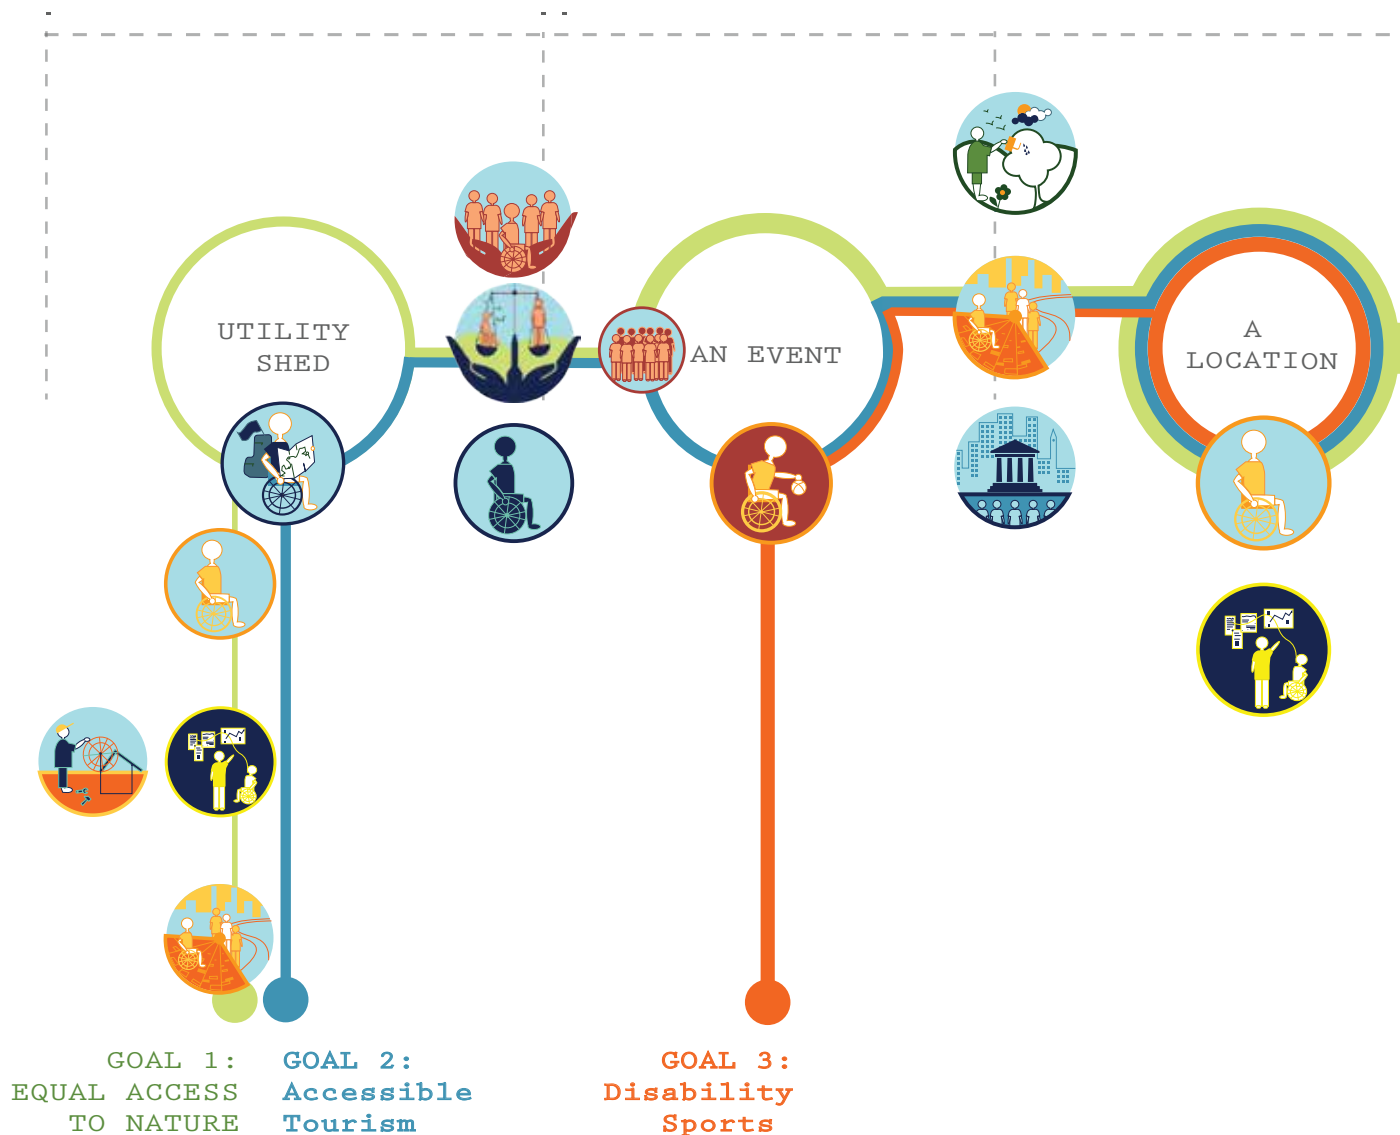 UTILITY
SHED
AN EVENT
A
LOCATION
GOAL 1:
EQUAL ACCESS
TO NATURE
GOAL 2:
Accessible
Tourism
GOAL 3:
Disability
Sports